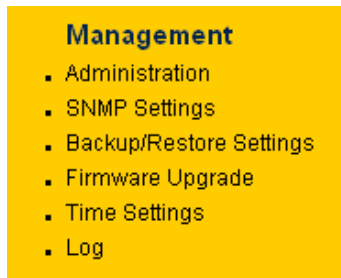 Management
Administration
SNMP Settings
Backup/Restore Settings
Firmware Upgrade
Time Settings
Log